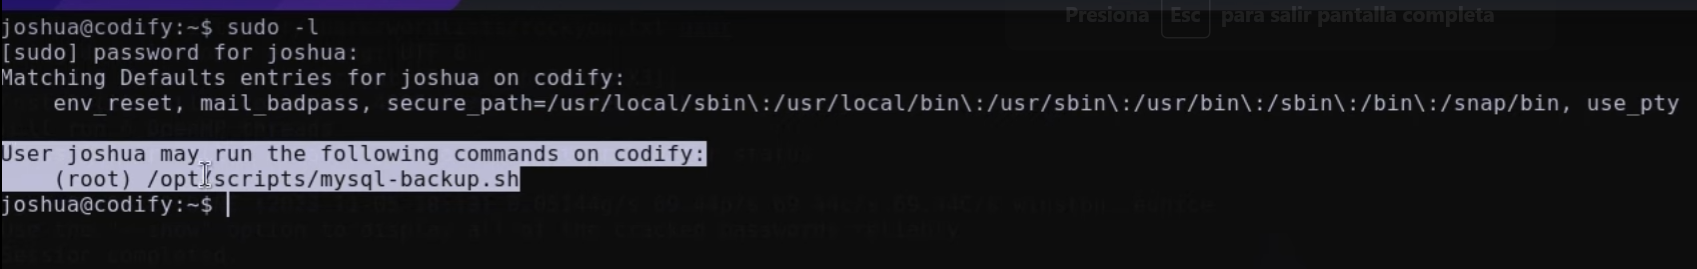 Presiona Esc para salir pantalla completa
joshua@codify:~$ sudo -l
[sudo] password for joshua:
Matching Defaults entries for joshua on codify:
    env_reset, mail_badpass, secure_path=/usr/local/sbin\:/usr/local/bin\:/usr/sbin\:/usr/bin\:/sbin\:/bin\:/snap/bin, use_pty
User joshua may run the following commands on codify:
    (root) /opt/scripts/mysql-backup.sh
joshua@codify:~$